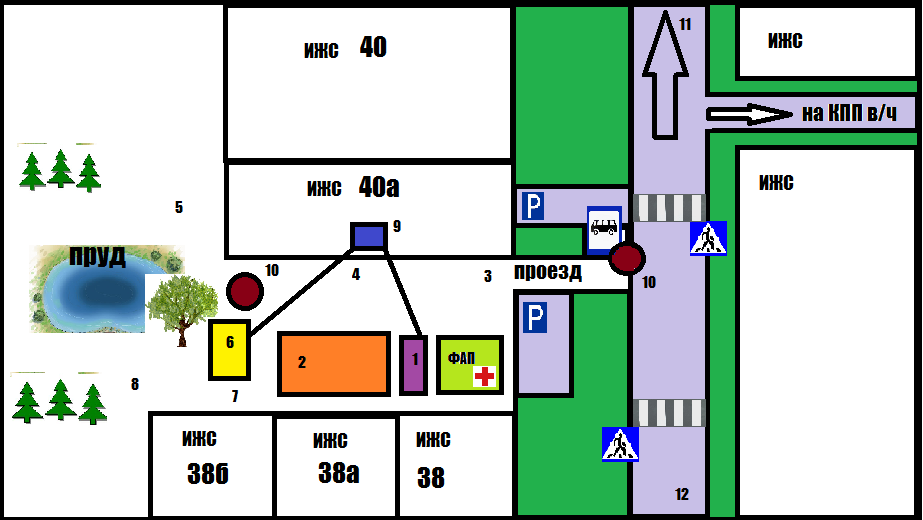 ижс 40
11
ижс
на КПП в/ч
ижс 40а
ижс
P
5
9
пруд
10
4
3
проезд
10
P
6
2
1
ФАП
8
7
ижс
38б
ижс
38а
ижс
38
12